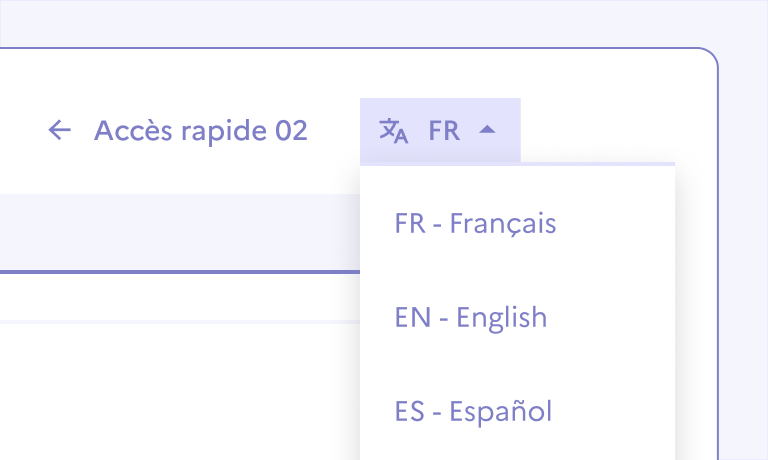 Accès rapide 02
FR
FR - Français
EN - English
ES - Español